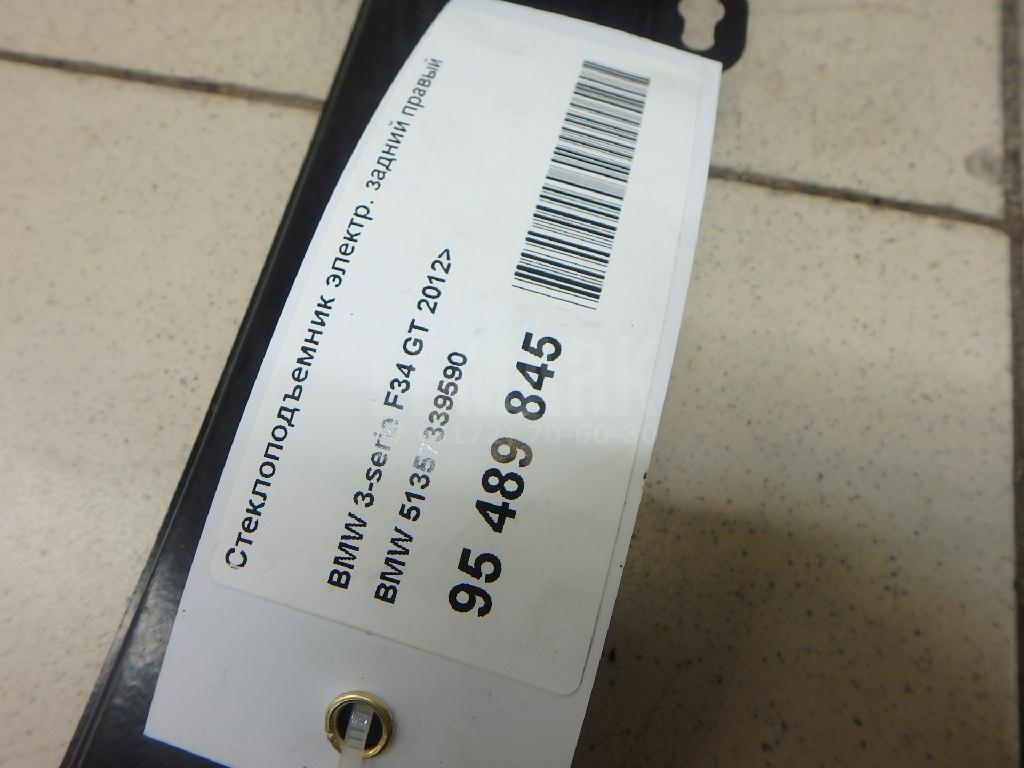 Стеклоподъемник электр. задний правый
BMW 3-serie F34 GT 2012>
BMW 51357339590
95 489 845